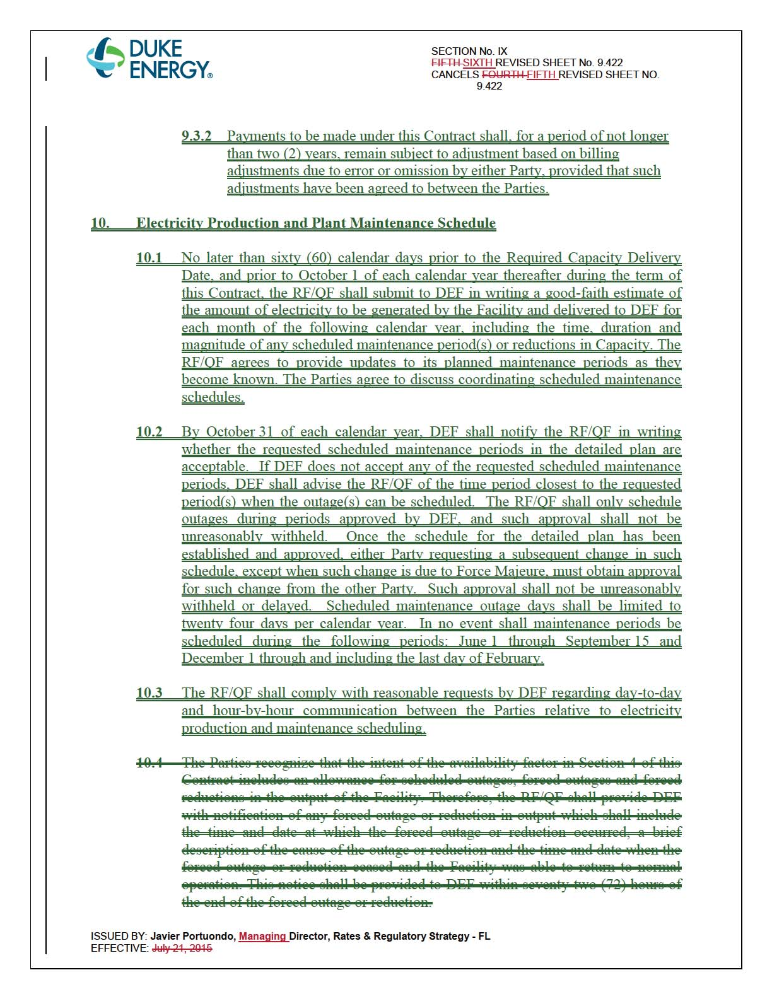 DUKE
ENERGY®
SECTION No. IX
FIFTH SIXTH REVISED SHEET No. 9.422
CANCELS FOURTH FIFTH REVISED SHEET NO.
9.422
9.3.2 Payments to be made under this Contract shall, for a period of not longer
than two (2) years, remain subject to adjustment based on billing
adjustments due to error or omission by either Party, provided that such
adjustments have been agreed to between the Parties.
10. Electricity Production and Plant Maintenance Schedule
10.1 No later than sixty (60) calendar days prior to the Required Capacity Delivery
Date, and prior to October 1 of each calendar year thereafter during the term of
this Contract, the RF/QF shall submit to DEF in writing a good-faith estimate of
the amount of electricity to be generated by the Facility and delivered to DEF for
each month of the following calendar year, including the time, duration and
magnitude of any scheduled maintenance period(s) or reductions in Capacity. The
RF/QF agrees to provide updates to its planned maintenance periods as they
become known. The Parties agree to discuss coordinating scheduled maintenance
schedules.
10.2 By October 31 of each calendar year, DEF shall notify the RF/QF in writing
whether the requested scheduled maintenance periods in the detailed plan are
acceptable. If DEF does not accept any of the requested scheduled maintenance
periods, DEF shall advise the RF/QF of the time period closest to the requested
period(s) when the outage(s) can be scheduled. The RF/QF shall only schedule
outages during periods approved by DEF, and such approval shall not be
unreasonably withheld. Once the schedule for the detailed plan has been
established and approved, either Party requesting a subsequent change in such
schedule, except when such change is due to Force Majeure, must obtain approval
for such change from the other Party. Such approval shall not be unreasonably
withheld or delayed. Scheduled maintenance outage days shall be limited to
twenty four days per calendar year. In no event shall maintenance periods be
scheduled during the following periods: June 1 through September 15 and
December 1 through and including the last day of February.
10.3 The RF/QF shall comply with reasonable requests by DEF regarding day-to-day
and hour-by-hour communication between the Parties relative to electricity
production and maintenance scheduling.
10.4 The Parties recognize that the intent of the availability factor in Section 4 of this
Contract includes an allowance for scheduled outages, forced outages and forced
reductions in the output of the Facility. Therefore, the RF/QF shall provide DEF
with notification of any forced outage or reduction in output which shall include
the time and date at which the forced outage or reduction occurred, a brief
description of the cause of the outage or reduction and the time and date when the
forced outage or reduction ceased and the Facility was able to return to normal
operation. This notice shall be provided to DEF within seventy-two (72) hours of
the end of the forced outage or reduction.
ISSUED BY: Javier Portuondo, Managing Director, Rates & Regulatory Strategy - FL
EFFECTIVE: July 21, 2015